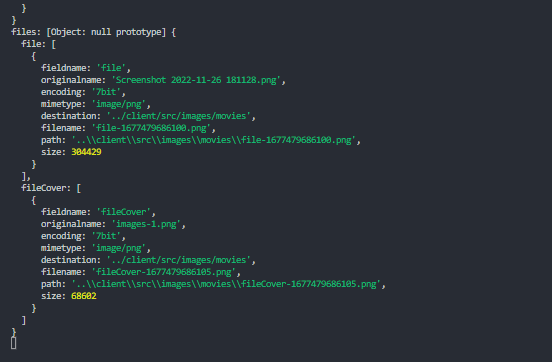 }
}
files: [Object: null prototype] {
file: [
{
fieldname: 'file',
originalname: 'Screenshot 2022-11-26 181128.png',
encoding: '7bit',
mimetype: 'image/png',
destination: '../client/src/images/movies',
filename: 'file-1677479686100.png',
path: '..\\client\\src\\images\\movies\\file-1677479686100.png',
size: 304429
}
],
fileCover: [
{
fieldname: 'fileCover',
originalname: 'images-1.png',
encoding: '7bit',
mimetype: 'image/png',
destination: '../client/src/images/movies',
filename: 'fileCover-1677479686105.png',
path: '..\\client\\src\\images\\movies\\fileCover-1677479686105.png',
size: 68602
}
]
}